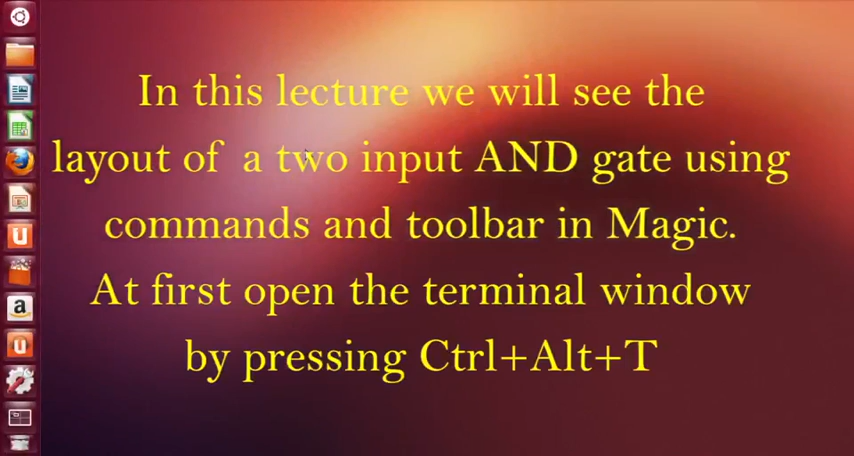 In this lecture we will see the
layout of a two input AND gate using
commands and toolbar in Magic.
At first open the terminal window
by pressing Ctrl+Alt+T